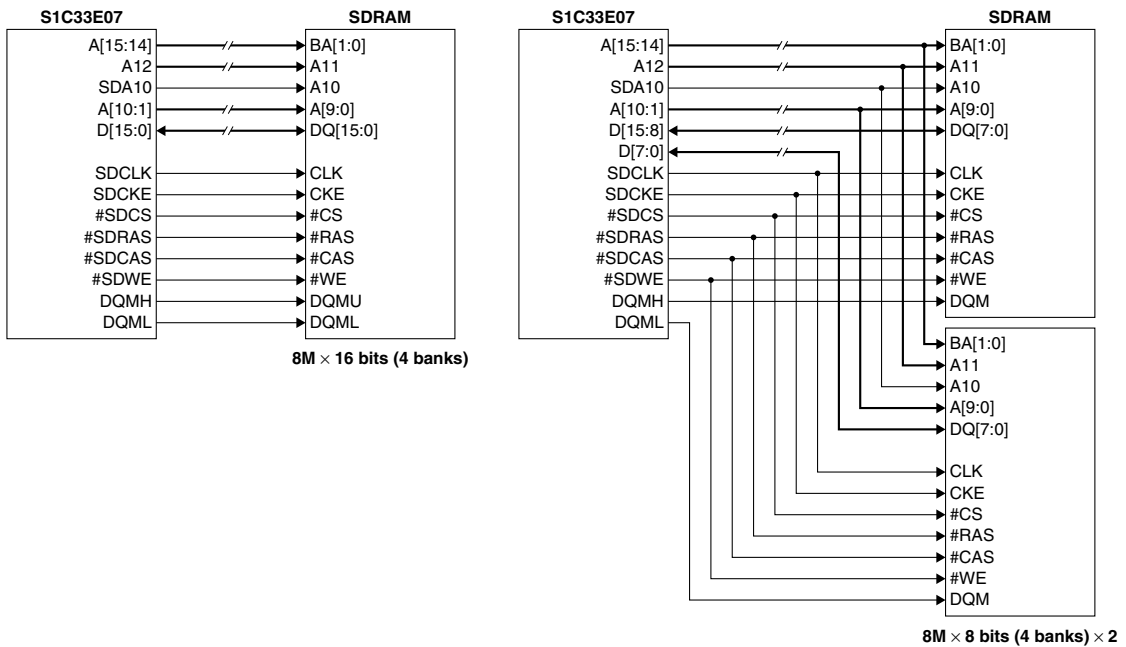 S1C33E07
SDRAM
A[15:14]
BA[1:0]
A12
A11
SDA10
A10
A[10:1]
A[9:0]
D[15:0]
DQ[15:0]
SDCLK
CLK
SDCKE
CKE
#SDCS
#CS
#SDRAS
#RAS
#SDCAS
#CAS
#SDWE
#WE
DQMH
DQMU
DQML
DQML
8M × 16 bits (4 banks)
S1C33E07
SDRAM
A[15:14]
BA[1:0]
A12
A11
SDA10
A10
A[10:1]
A[9:0]
D[15:8]
DQ[7:0]
D[7:0]
SDCLK
CLK
SDCKE
CKE
#SDCS
#CS
#SDRAS
#RAS
#SDCAS
#CAS
#SDWE
#WE
DQMH
DQM
DQML
BA[1:0]
A11
A10
A[9:0]
DQ[7:0]
CLK
CKE
#CS
#RAS
#CAS
#WE
DQM
8M × 8 bits (4 banks) × 2